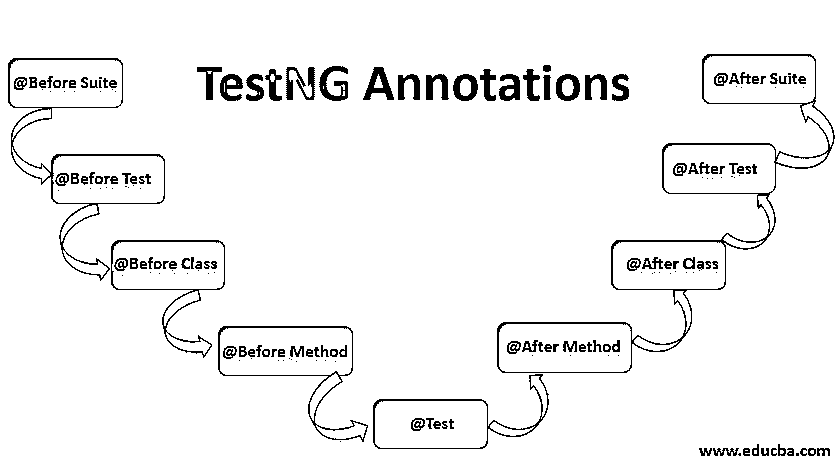 TestNG Annotations
@Before Suite
@Before Test
@Before Class
@Before Method
@Test
@After Method
@After Class
@After Test
@After Suite
www.educba.com